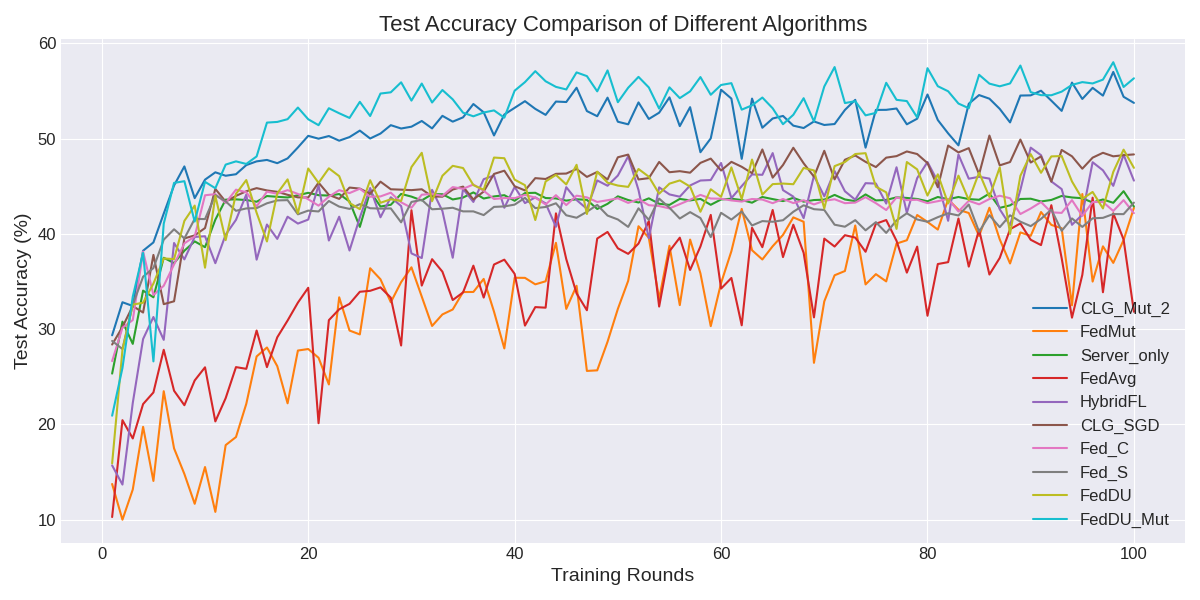 Test Accuracy Comparison of Different Algorithms
Test Accuracy (%)
60
50
40
30
20
10
0
20
40
60
80
100
Training Rounds
CLG_Mut_2
FedMut
Server_only
FedAvg
HybridFL
CLG_SGD
Fed_C
Fed_S
FedDU
FedDU_Mut